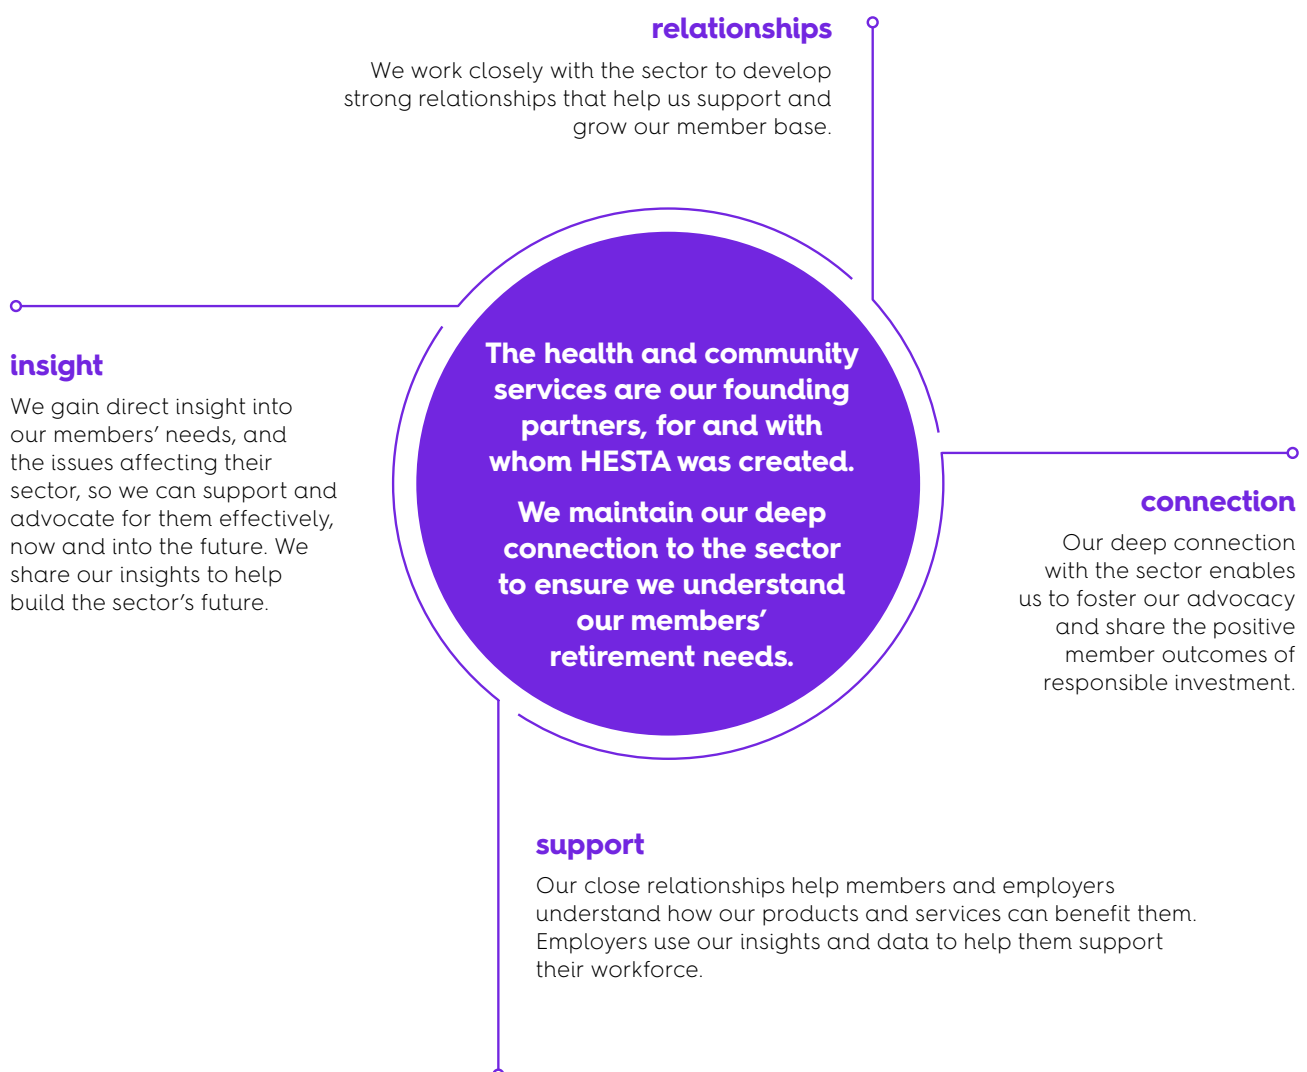 relationships
We work closely with the sector to develop
strong relationships that help us support and
grow our member base.
insight
We gain direct insight into
our members’ needs, and
the issues affecting their
sector, so we can support and
advocate for them effectively,
now and into the future. We
share our insights to help
build the sector’s future.
The health and community
services are our founding
partners, for and with
whom HESTA was created.
We maintain our deep
connection to the sector
to ensure we understand
our members’
retirement needs.
connection
Our deep connection
with the sector enables
us to foster our advocacy
and share the positive
member outcomes of
responsible investment.
support
Our close relationships help members and employers
understand how our products and services can benefit them.
Employers use our insights and data to help them support
their workforce.